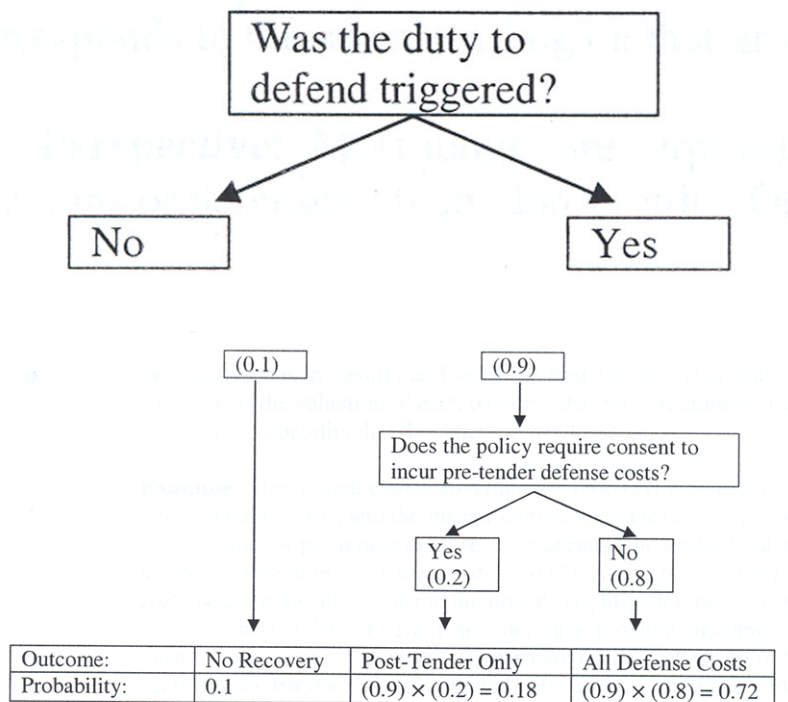 Was the duty to
defend triggered?
No
Yes
(0.1)
(0.9)
Does the policy require consent to
incur pre-tender defense costs?
Yes
(0.2)
No
(0.8)
Outcome: No Recovery Post-Tender Only All Defense Costs
Probability: 0.1 (0.9) × (0.2) = 0.18 (0.9) × (0.8) = 0.72